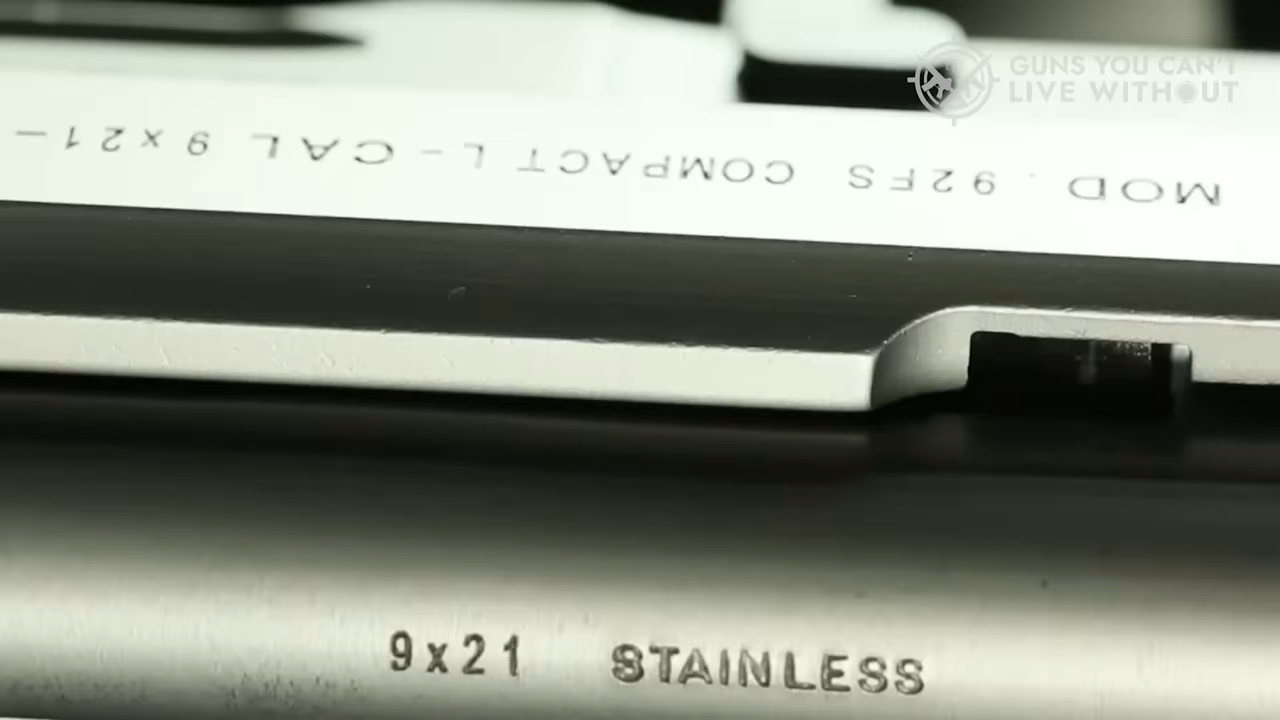 GUNS YOU CAN'T
LIVE WITHOUT
MOD. 92FS COMPACT L - CAL 9x21 -
9x21 STAINLESS